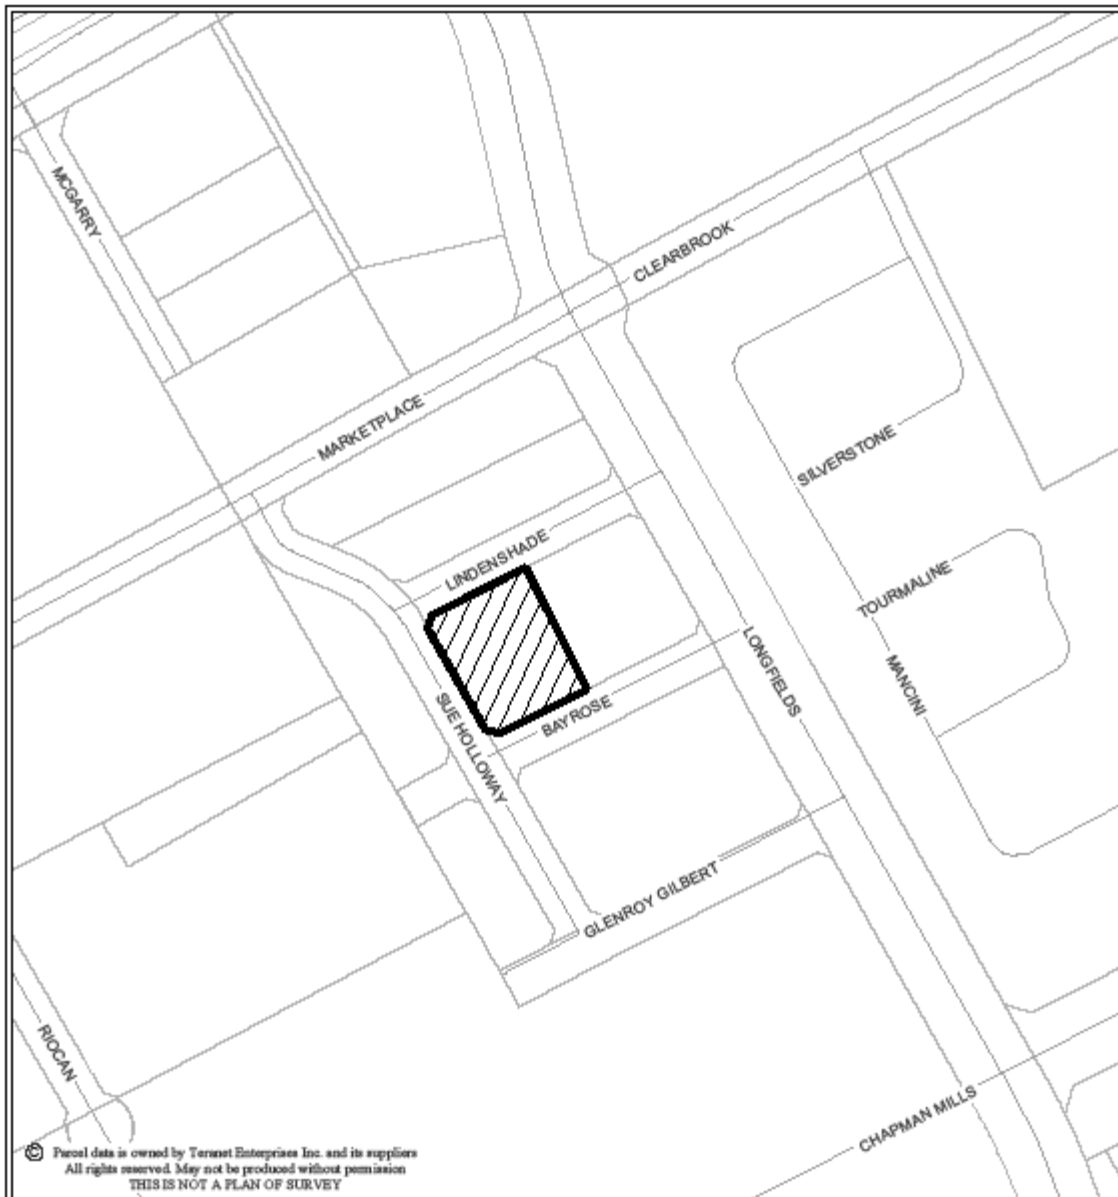 MCGARRY
CLEARBROOK
MARKETPLACE
SILVERSTONE
LINDENSHADE
TOURMALINE
LONGFIELDS
MANCINI
SUE HOLLOWAY
BAYROSE
GLENROY GILBERT
RIOCAN
CHAPMAN MILLS
© Parcel data is owned by Teranet Enterprises Inc. and its suppliers
All rights reserved. May not be produced without permission
THIS IS NOT A PLAN OF SURVEY